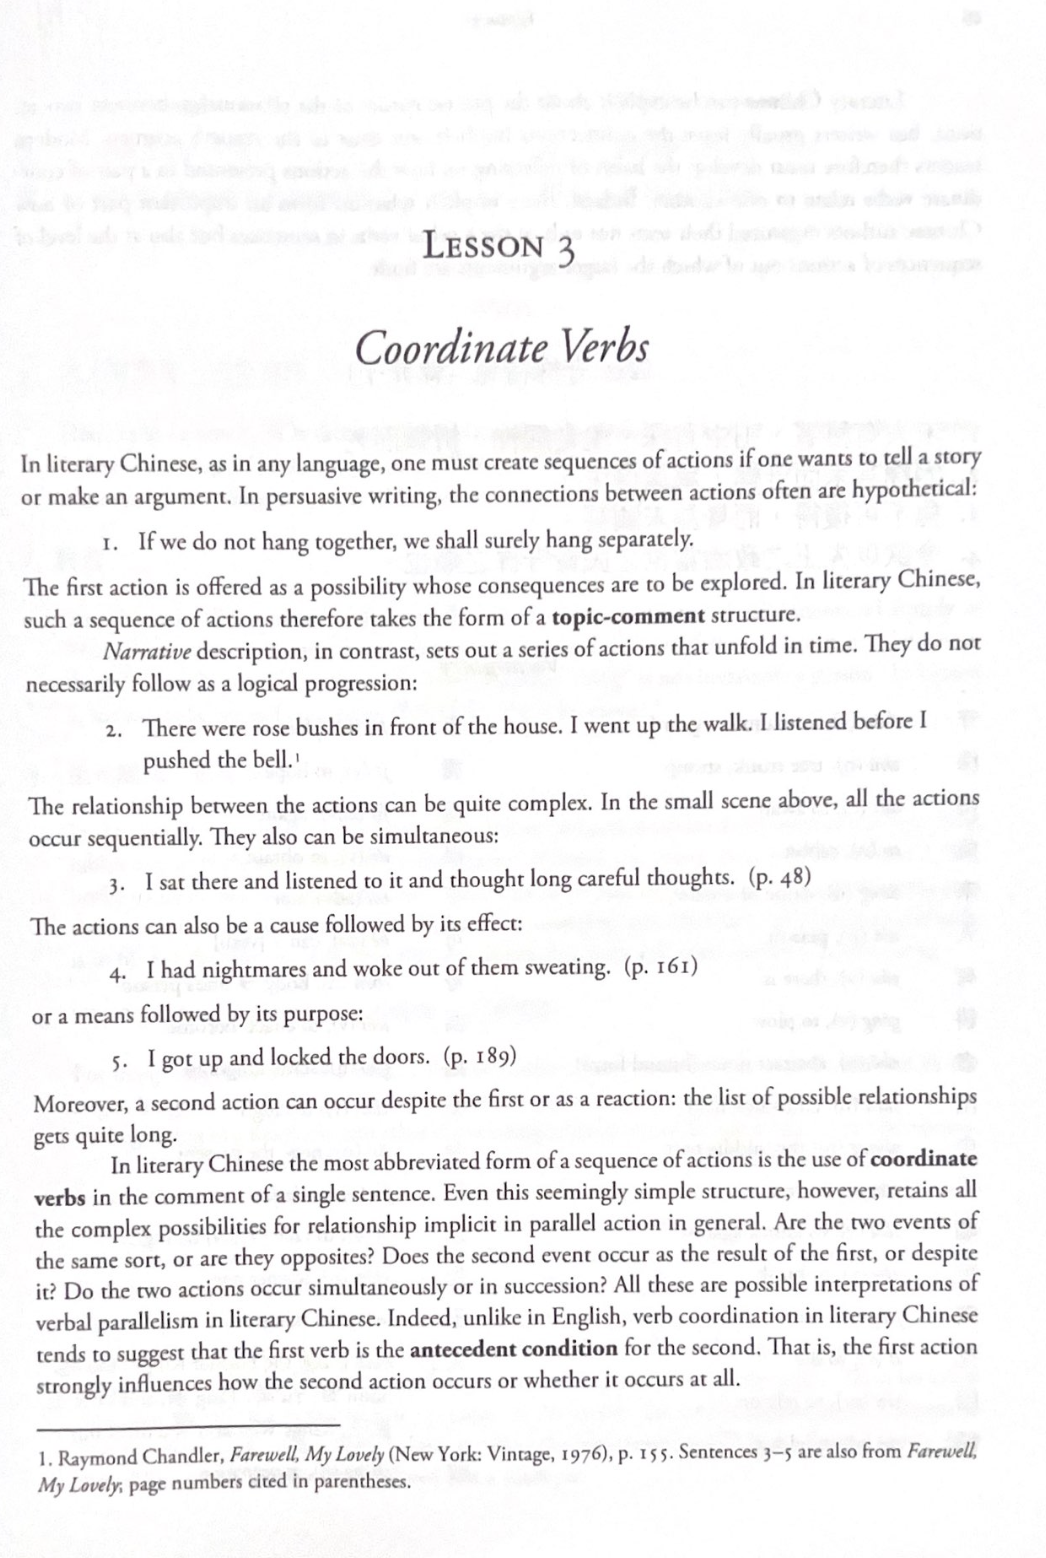 LESSON 3
Coordinate Verbs
In literary Chinese, as in any language, one must create sequences of actions if one wants to tell a story
or make an argument. In persuasive writing, the connections between actions often are hypothetical:
1. If we do not hang together, we shall surely hang separately.
The first action is offered as a possibility whose consequences are to be explored. In literary Chinese,
such a sequence of actions therefore takes the form of a topic-comment structure.
Narrative description, in contrast, sets out a series of actions that unfold in time. They do not
necessarily follow as a logical progression:
2. There were rose bushes in front of the house. I went up the walk. I listened before I
pushed the bell.¹
The relationship between the actions can be quite complex. In the small scene above, all the actions
occur sequentially. They also can be simultaneous:
3. I sat there and listened to it and thought long careful thoughts. (p. 48)
The actions can also be a cause followed by its effect:
4. I had nightmares and woke out of them sweating. (p. 161)
or a means followed by its purpose:
5. I got up and locked the doors. (p. 189)
Moreover, a second action can occur despite the first or as a reaction: the list of possible relationships
gets quite long.
In literary Chinese the most abbreviated form of a sequence of actions is the use of coordinate
verbs in the comment of a single sentence. Even this seemingly simple structure, however, retains all
the complex possibilities for relationship implicit in parallel action in general. Are the two events of
the same sort, or are they opposites? Does the second event occur as the result of the first, or despite
it? Do the two actions occur simultaneously or in succession? All these are possible interpretations of
verbal parallelism in literary Chinese. Indeed, unlike in English, verb coordination in literary Chinese
tends to suggest that the first verb is the antecedent condition for the second. That is, the first action
strongly influences how the second action occurs or whether it occurs at all.
1. Raymond Chandler, Farewell, My Lovely (New York: Vintage, 1976), p. 155. Sentences 3–5 are also from Farewell,
My Lovely; page numbers cited in parentheses.